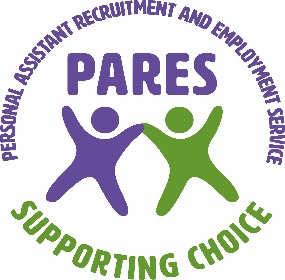 PERSONAL ASSISTANT RECRUITMENT AND EMPLOYMENT SERVICE
PARES
SUPPORTING CHOICE